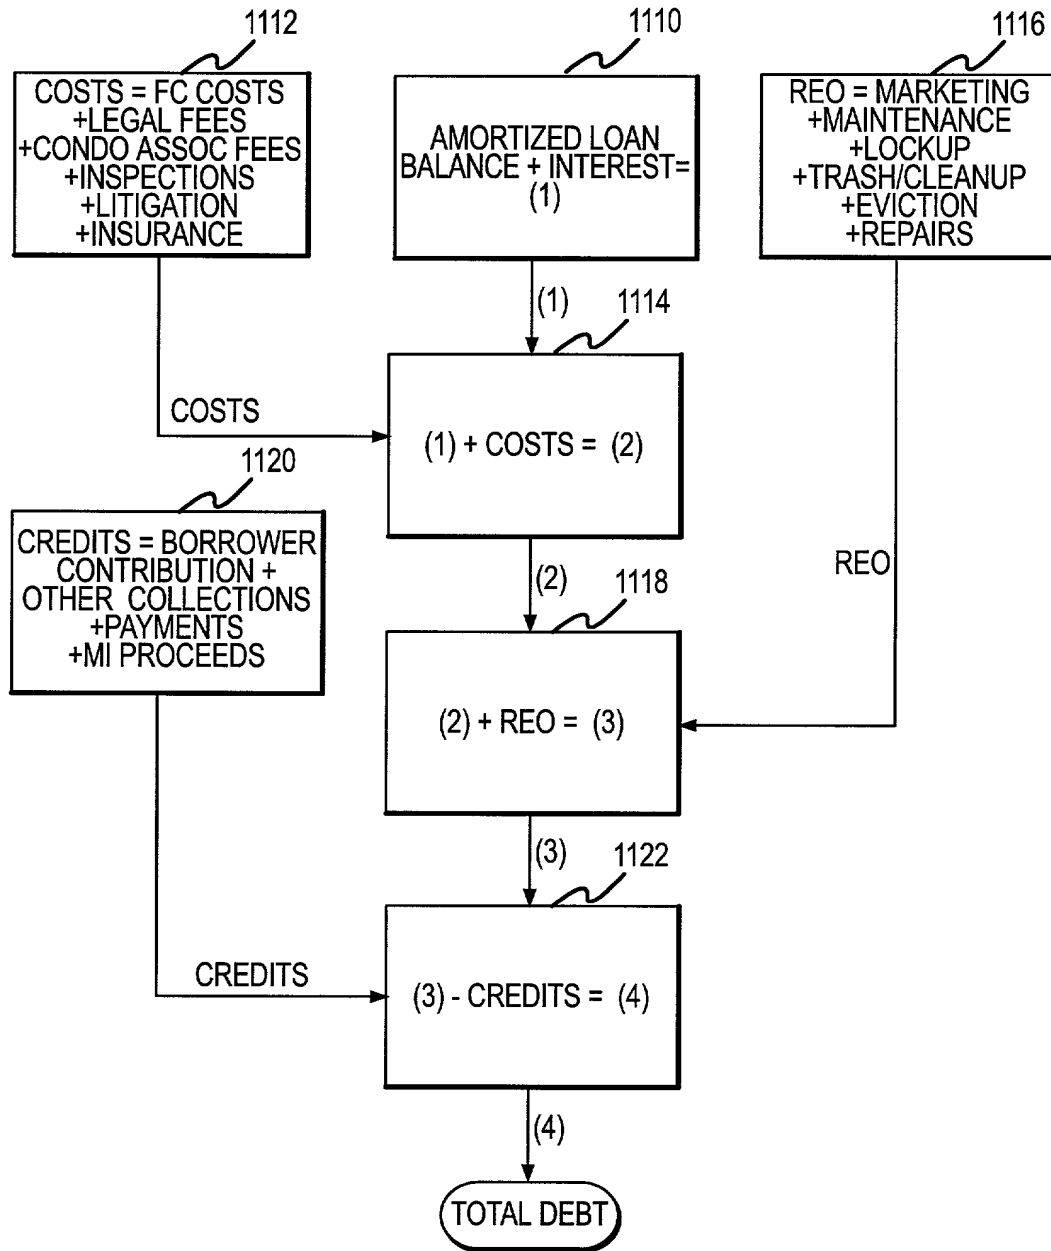 1112
1110
1116
COSTS = FC COSTS
+LEGAL FEES
+CONDO ASSOC FEES
+INSPECTIONS
+LITIGATION
+INSURANCE
AMORTIZED LOAN
BALANCE + INTEREST=
(1)
REO = MARKETING
+MAINTENANCE
+LOCKUP
+TRASH/CLEANUP
+EVICTION
+REPAIRS
(1)
1114
COSTS
(1) + COSTS = (2)
1120
CREDITS = BORROWER
CONTRIBUTION +
OTHER COLLECTIONS
+PAYMENTS
+MI PROCEEDS
(2)
REO
1118
(2) + REO = (3)
(3)
1122
CREDITS
(3) - CREDITS = (4)
(4)
TOTAL DEBT